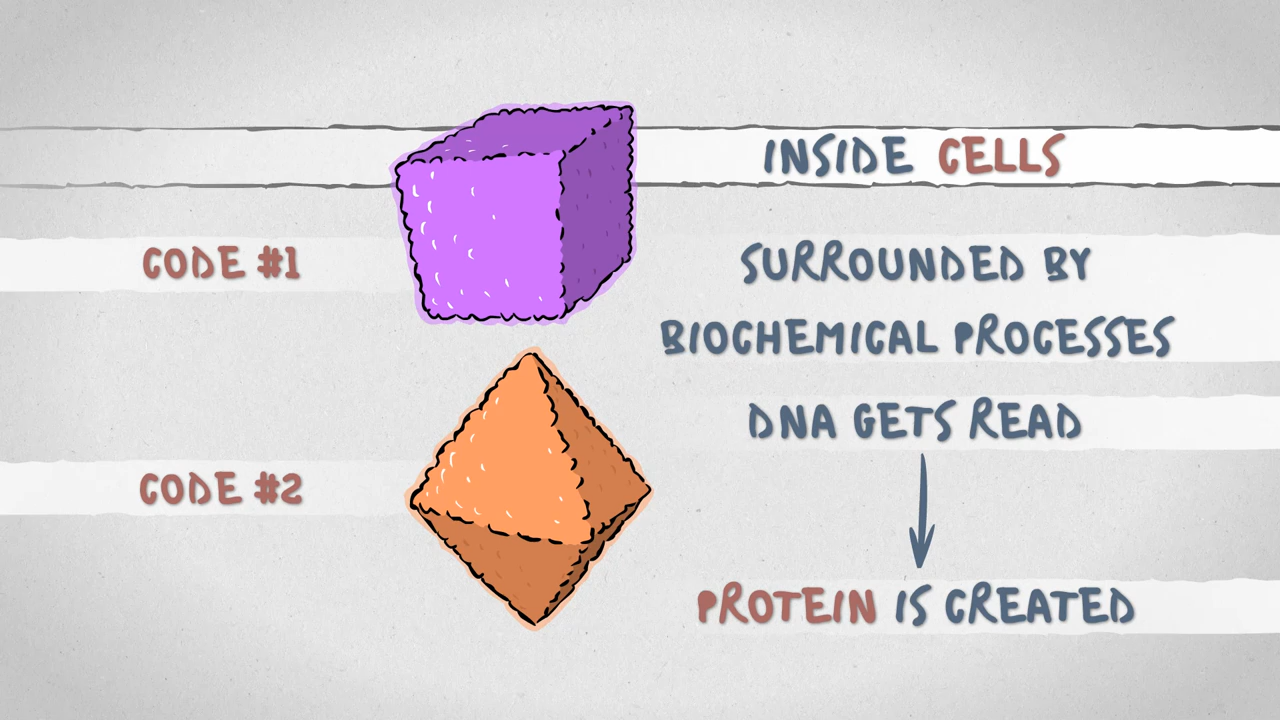 INSIDE CELLS
CODE #1
SURROUNDED BY
BIOCHEMICAL PROCESSES
DNA GETS READ
CODE #2
PROTEIN IS CREATED